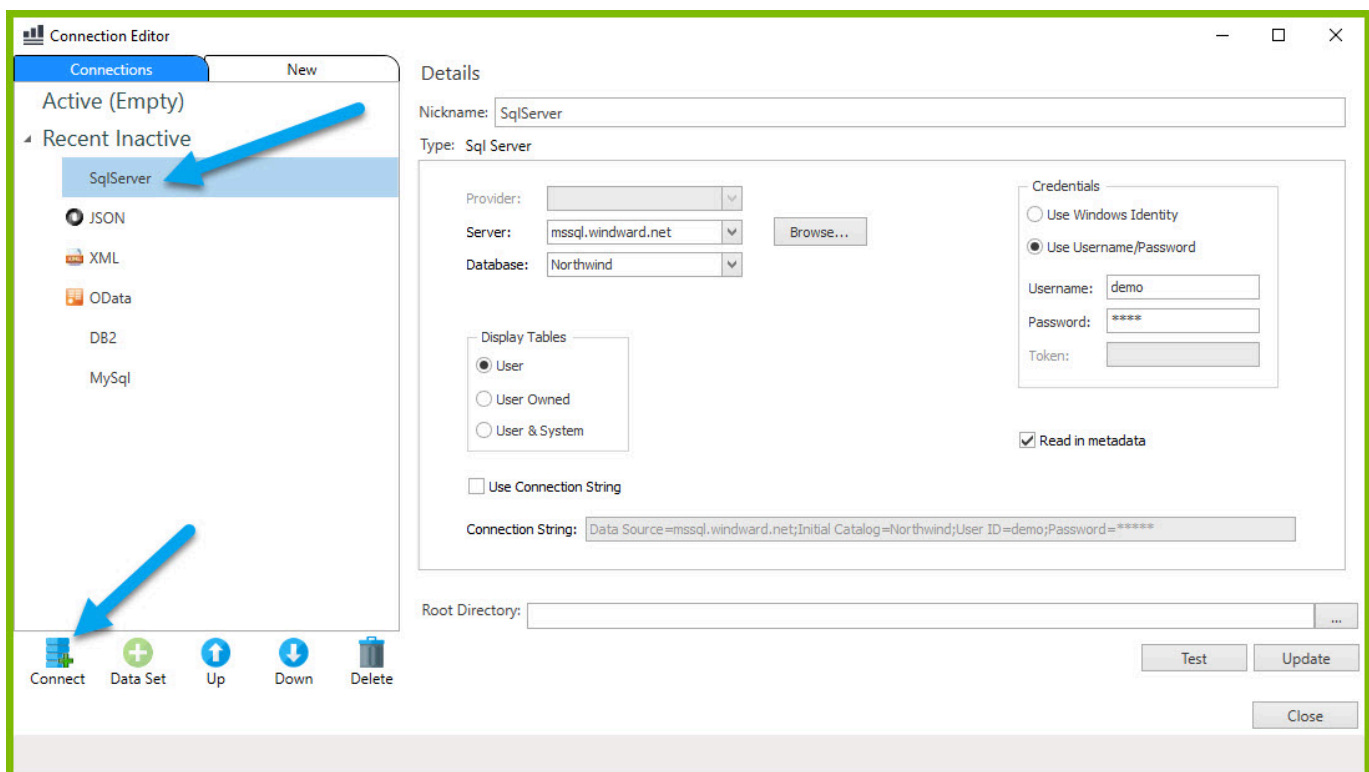 Connection Editor
Connections
New
Active (Empty)
Recent Inactive
SqlServer
JSON
XML
OData
DB2
MySql
Connect
Data Set
Up
Down
Delete
Details
Nickname: SqlServer
Type: Sql Server
Provider:
Server: mssql.windward.net
Browse...
Database: Northwind
Display Tables
User
User Owned
User & System
Credentials
Use Windows Identity
Use Username/Password
Username: demo
Password: ****
Token:
Read in metadata
Use Connection String
Connection String: Data Source=mssql.windward.net;Initial Catalog=Northwind;User ID=demo;Password=*****
Root Directory:
...
Test
Update
Close